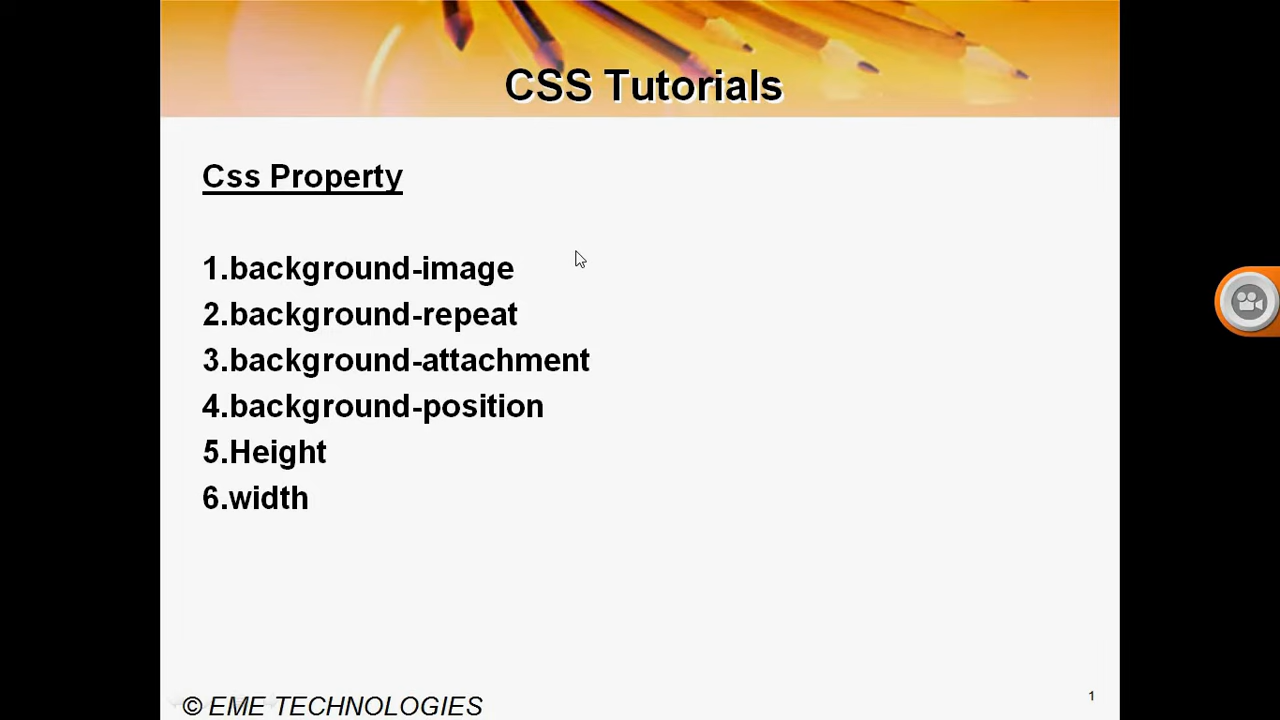 CSS Tutorials
Css Property
1.background-image
2.background-repeat
3.background-attachment
4.background-position
5.Height
6.width
© EME TECHNOLOGIES
1